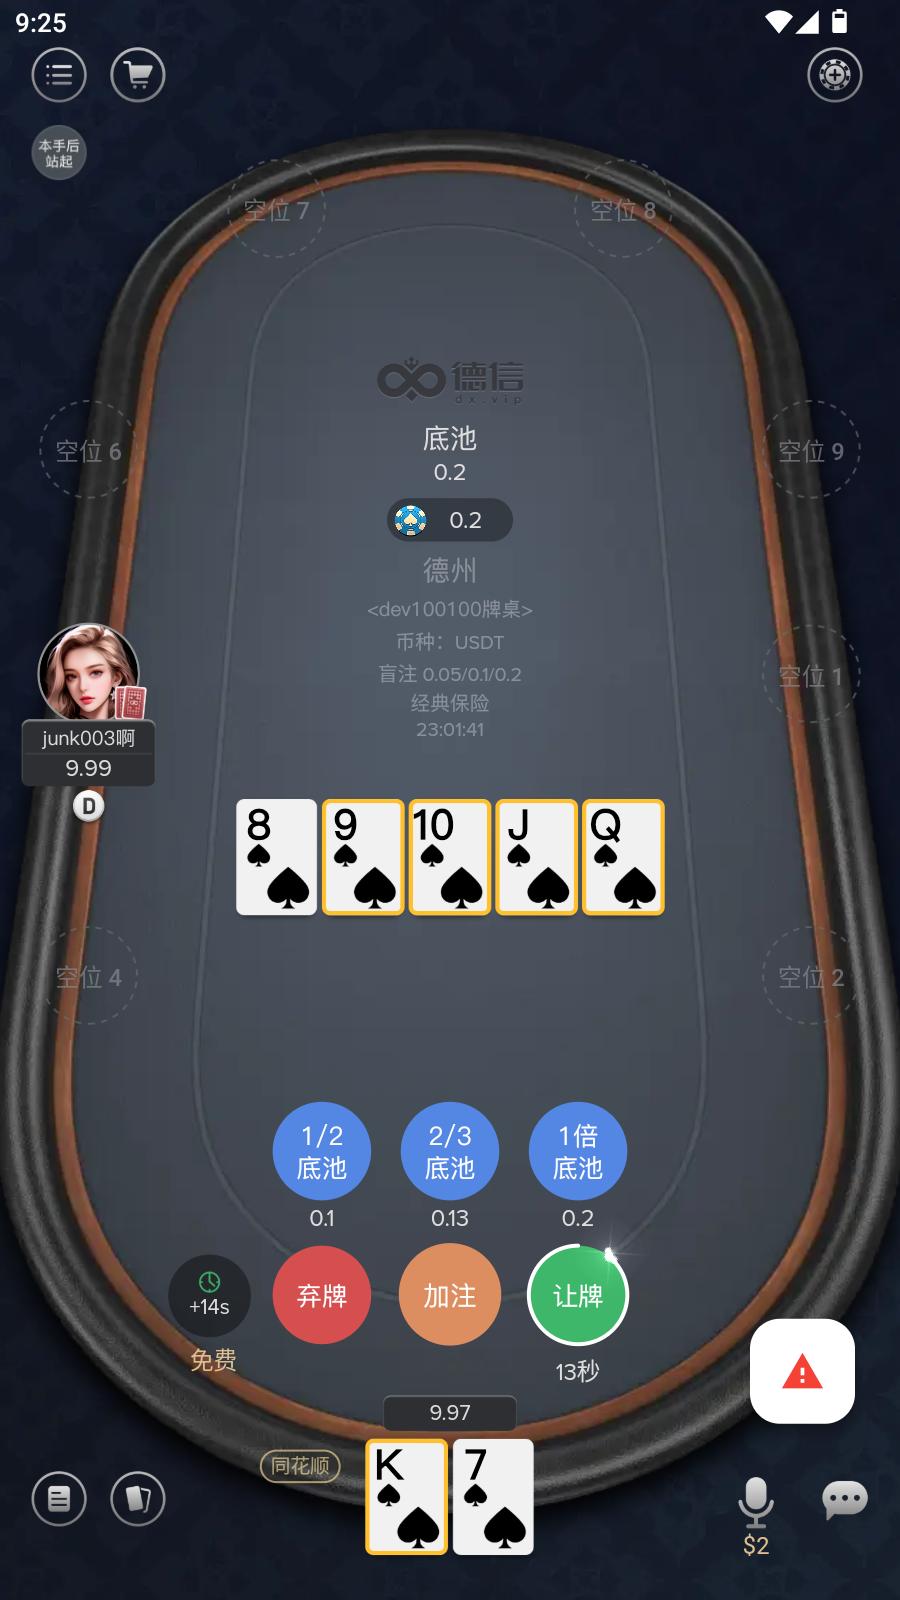 9:25
本手后
站起
空位 7
空位 8
德信
dx.vip
底池
0.2
0.2
空位 6
空位 9
德州
<dev100100牌桌>
币种：USDT
盲注 0.05/0.1/0.2
经典保险
23:01:41
空位 1
junk003啊
9.99
D
8
9
10
J
Q
空位 4
空位 2
1/2
底池
2/3
底池
1倍
底池
0.1
0.13
0.2
+14s
弃牌
加注
让牌
免费
13秒
9.97
同花顺
K
7
$2